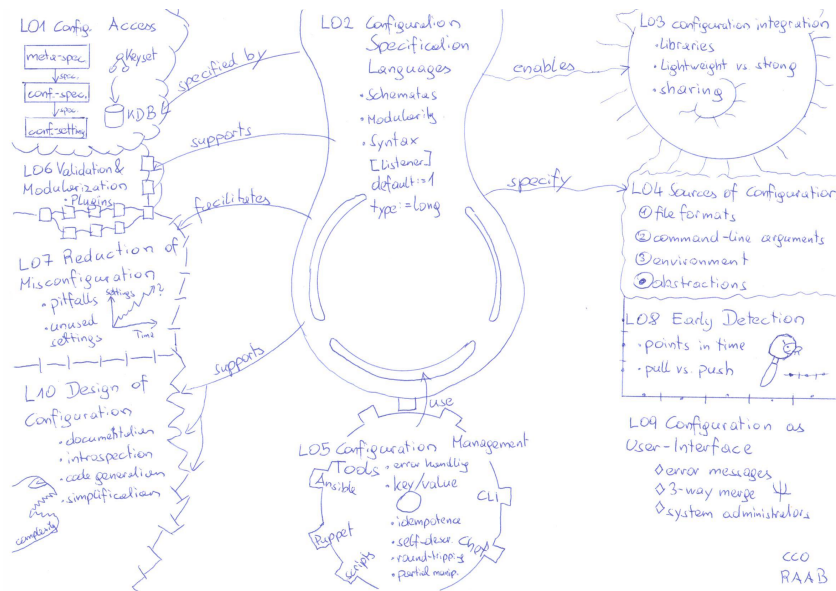 LO1 Config. Access
meta-spec.
spec.
conf.-spec.
spec.
conf.-setting
Keyset
KDB
specified by
LO2 Configuration
Specification
Languages
• Schematas
• Modularity
• Syntax
[Listener]
default:=1
type:=long
enables
LO3 configuration integration
• libraries
• Lightweight vs strong
• sharing
supports
LO6 Validation &
Modularization
• Plugins
facilitates
specify
LO4 Sources of Configuration
① file formats
② command-line arguments
③ environment
abstractions
LO7 Reduction of
Misconfiguration
• pitfalls
• unused
settings
Settings
?
Time
LO8 Early Detection
• points in time
• pull vs. push
supports
L10 Design of
Configuration
• documentation
• introspection
• code generation
• simplification
complexity
use
LO5 Configuration Management
Tools
• error handling
• key/value
• idempotence
• self-descr.
• round-tripping
• partial manip.
Ansible
Puppet
scripts
Chef
CLI
LO9 Configuration as
User-Interface
◇ error messages
◇ 3-way merge
◇ system administrators
CC0
RAAB